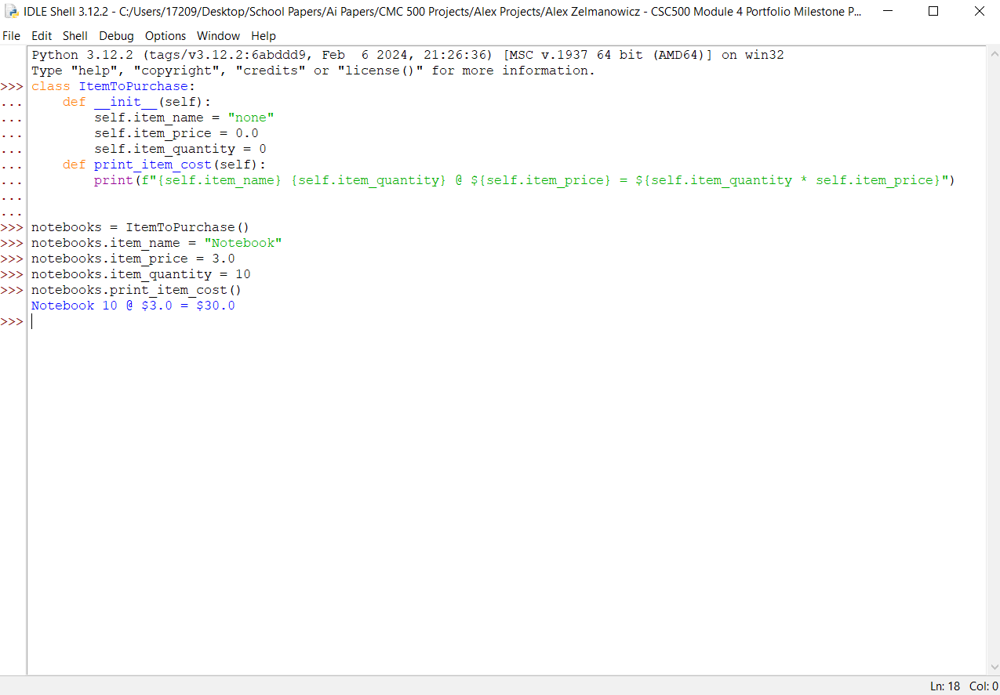 IDLE Shell 3.12.2 - C:/Users/17209/Desktop/School Papers/Ai Papers/CMC 500 Projects/Alex Projects/Alex Zelmanowicz - CSC500 Module 4 Portfolio Milestone P...
File Edit Shell Debug Options Window Help
Python 3.12.2 (tags/v3.12.2:6abddd9, Feb  6 2024, 21:26:36) [MSC v.1937 64 bit (AMD64)] on win32
Type "help", "copyright", "credits" or "license()" for more information.
>>> class ItemToPurchase:
...     def __init__(self):
...         self.item_name = "none"
...         self.item_price = 0.0
...         self.item_quantity = 0
...     def print_item_cost(self):
...         print(f"{self.item_name} {self.item_quantity} @ ${self.item_price} = ${self.item_quantity * self.item_price}")
...
...
>>> notebooks = ItemToPurchase()
>>> notebooks.item_name = "Notebook"
>>> notebooks.item_price = 3.0
>>> notebooks.item_quantity = 10
>>> notebooks.print_item_cost()
Notebook 10 @ $3.0 = $30.0
>>>
Ln: 18 Col: 0